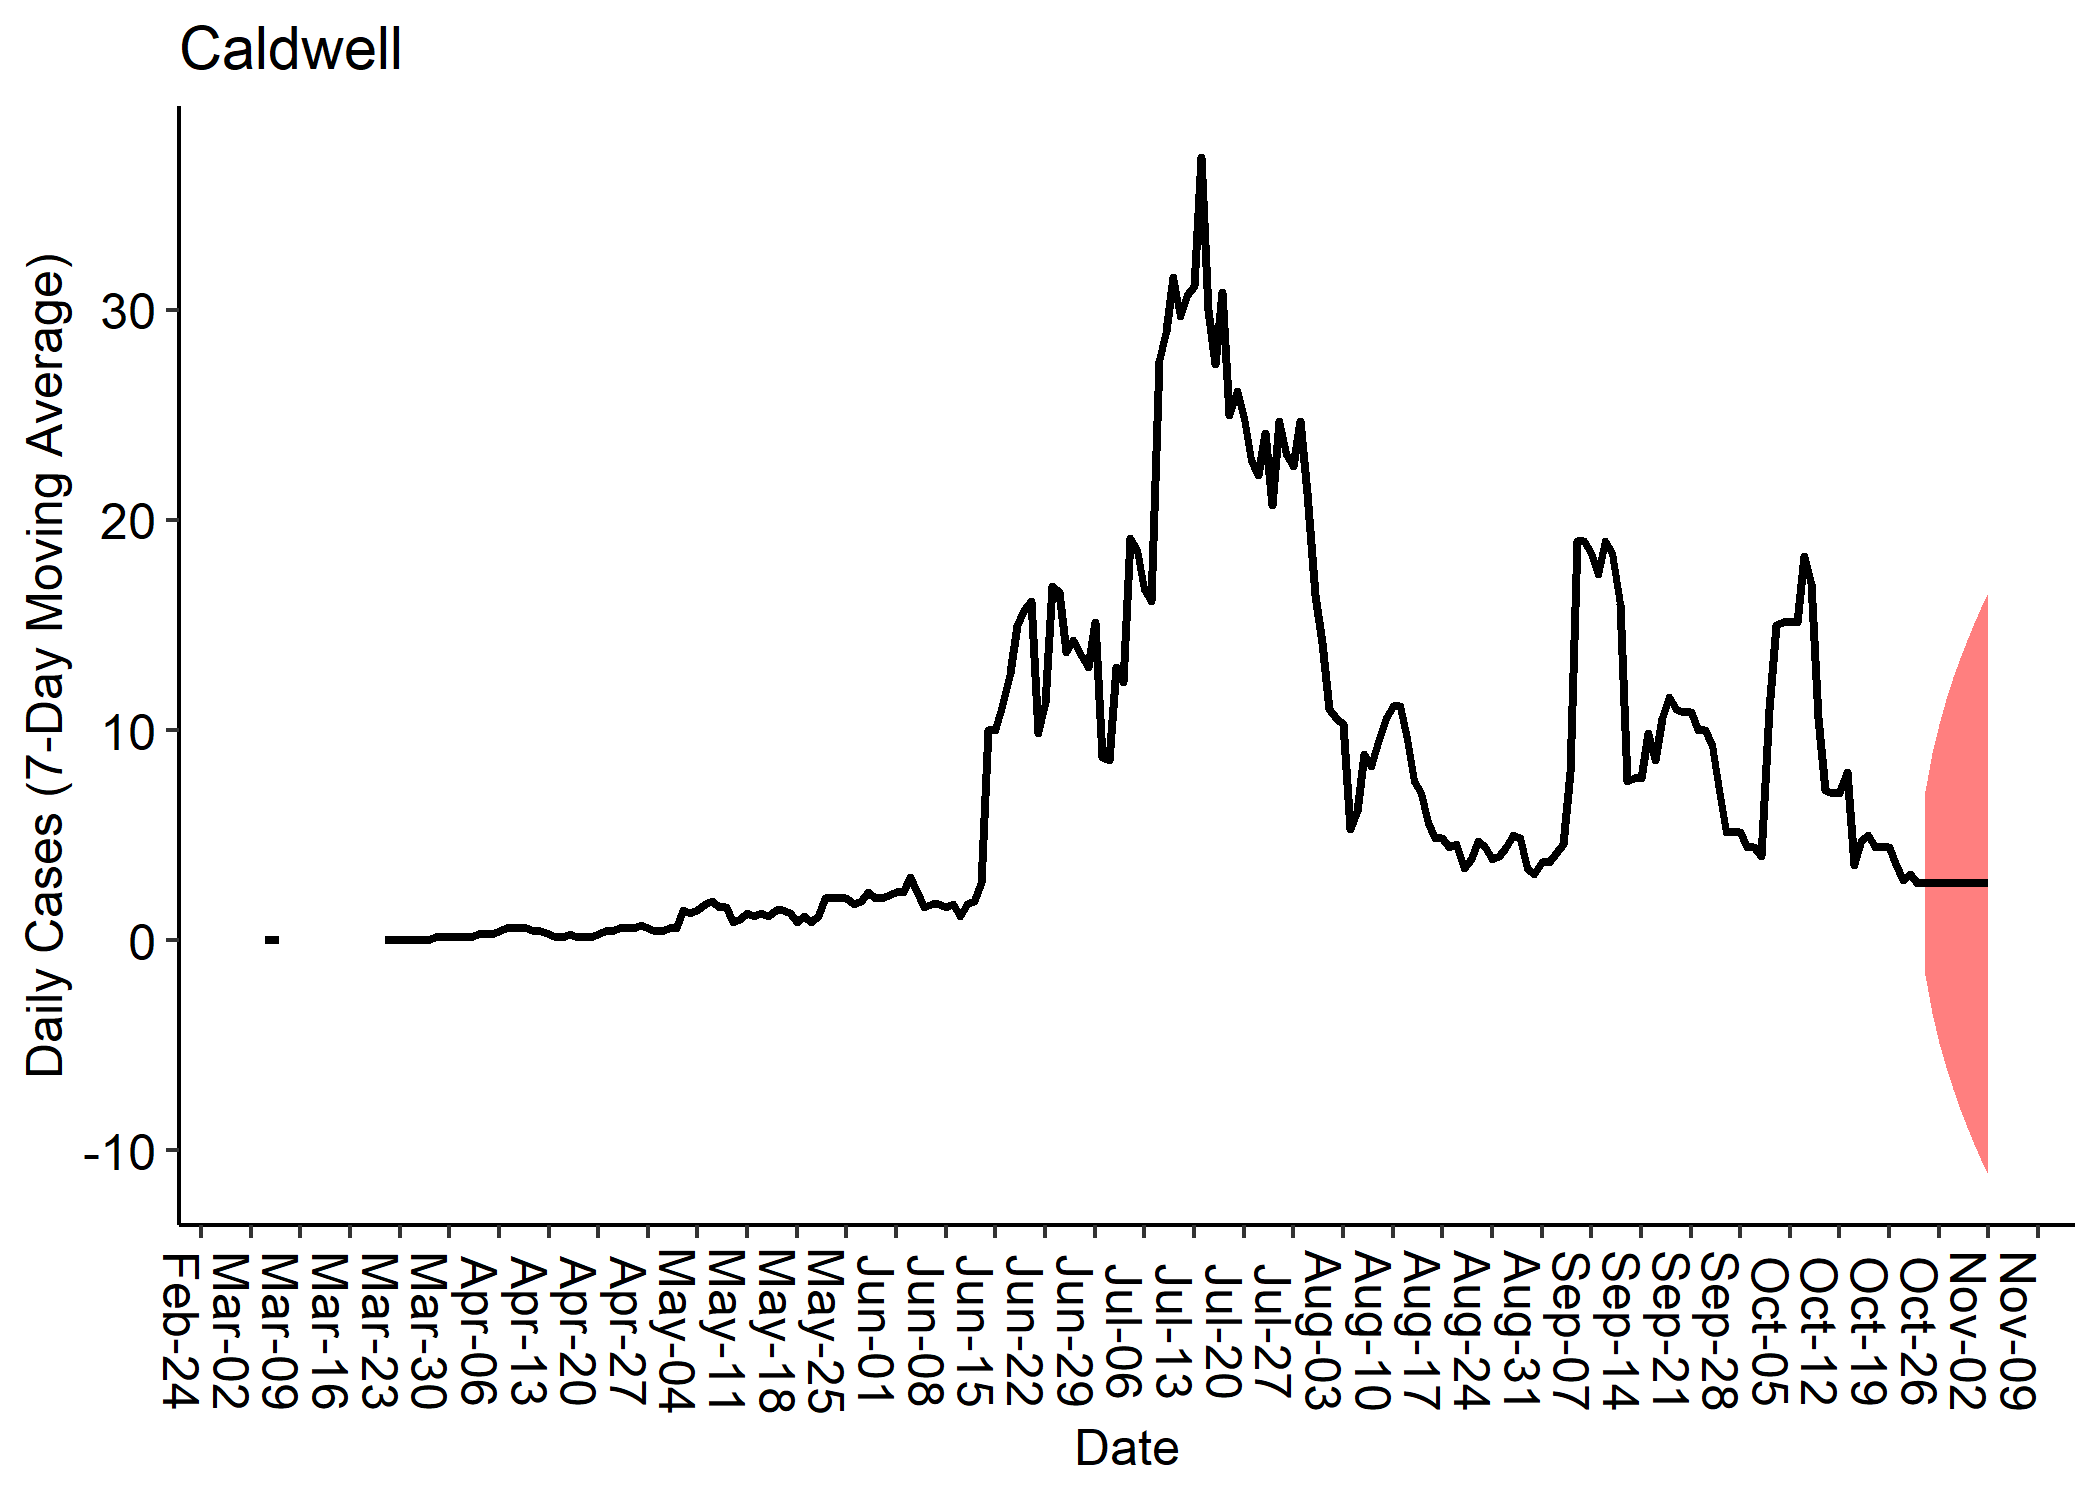 Caldwell
Daily Cases (7-Day Moving Average)
30
20
10
0
-10
Feb-24
Mar-02
Mar-09
Mar-16
Mar-23
Mar-30
Apr-06
Apr-13
Apr-20
Apr-27
May-04
May-11
May-18
May-25
Jun-01
Jun-08
Jun-15
Jun-22
Jun-29
Jul-06
Jul-13
Jul-20
Jul-27
Aug-03
Aug-10
Aug-17
Aug-24
Aug-31
Sep-07
Sep-14
Sep-21
Sep-28
Oct-05
Oct-12
Oct-19
Oct-26
Nov-02
Nov-09
Date